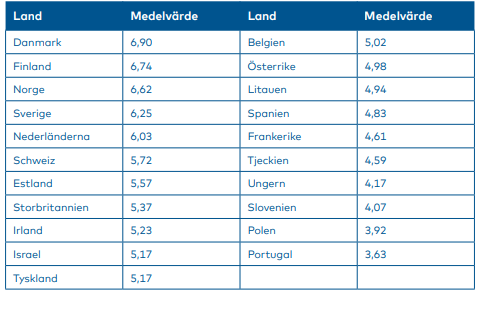 Land Medelvärde Land Medelvärde
Danmark 6,90 Belgien 5,02
Finland 6,74 Österrike 4,98
Norge 6,62 Litauen 4,94
Sverige 6,25 Spanien 4,83
Nederländerna 6,03 Frankerike 4,61
Schweiz 5,72 Tjeckien 4,59
Estland 5,57 Ungern 4,17
Storbritannien 5,37 Slovenien 4,07
Irland 5,23 Polen 3,92
Israel 5,17 Portugal 3,63
Tyskland 5,17